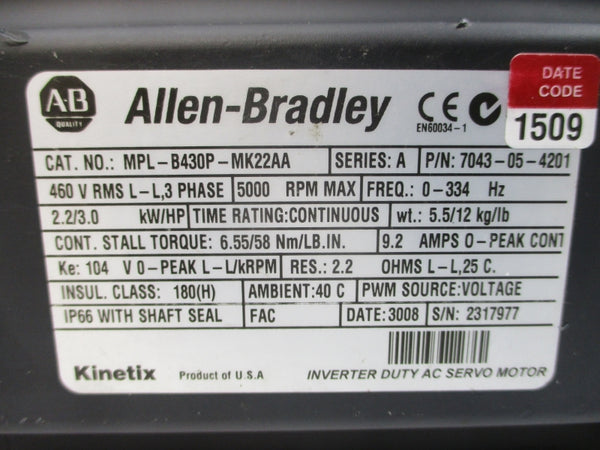 A-B
QUALITY
Allen-Bradley
CE
EN60034-1
DATE
CODE
1509
CAT. NO.: MPL-B430P-MK22AA SERIES: A P/N: 7043-05-4201
460 V RMS L-L,3 PHASE 5000 RPM MAX FREQ.: 0-334 Hz
2.2/3.0 kW/HP TIME RATING:CONTINUOUS wt.: 5.5/12 kg/lb
CONT. STALL TORQUE: 6.55/58 Nm/LB.IN. 9.2 AMPS 0-PEAK CONT
Ke: 104 V 0-PEAK L-L/kRPM RES.: 2.2 OHMS L-L,25 C.
INSUL. CLASS: 180(H) AMBIENT:40 C PWM SOURCE:VOLTAGE
IP66 WITH SHAFT SEAL FAC DATE:3008 S/N: 2317977
Kinetix Product of U.S.A INVERTER DUTY AC SERVO MOTOR